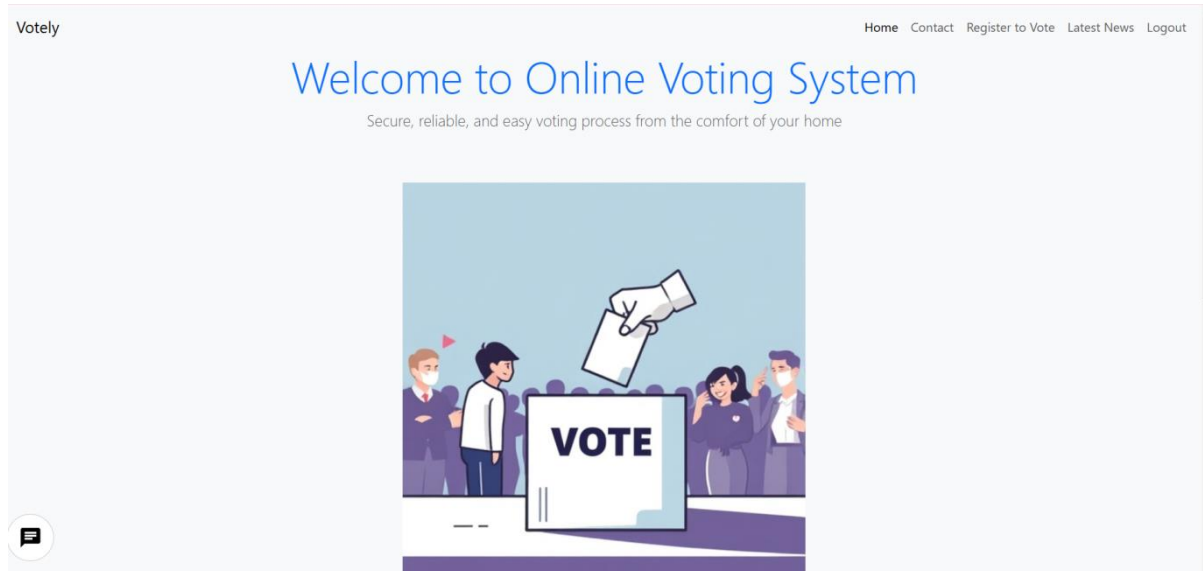 Votely
Home Contact Register to Vote Latest News Logout
Welcome to Online Voting System
Secure, reliable, and easy voting process from the comfort of your home
VOTE